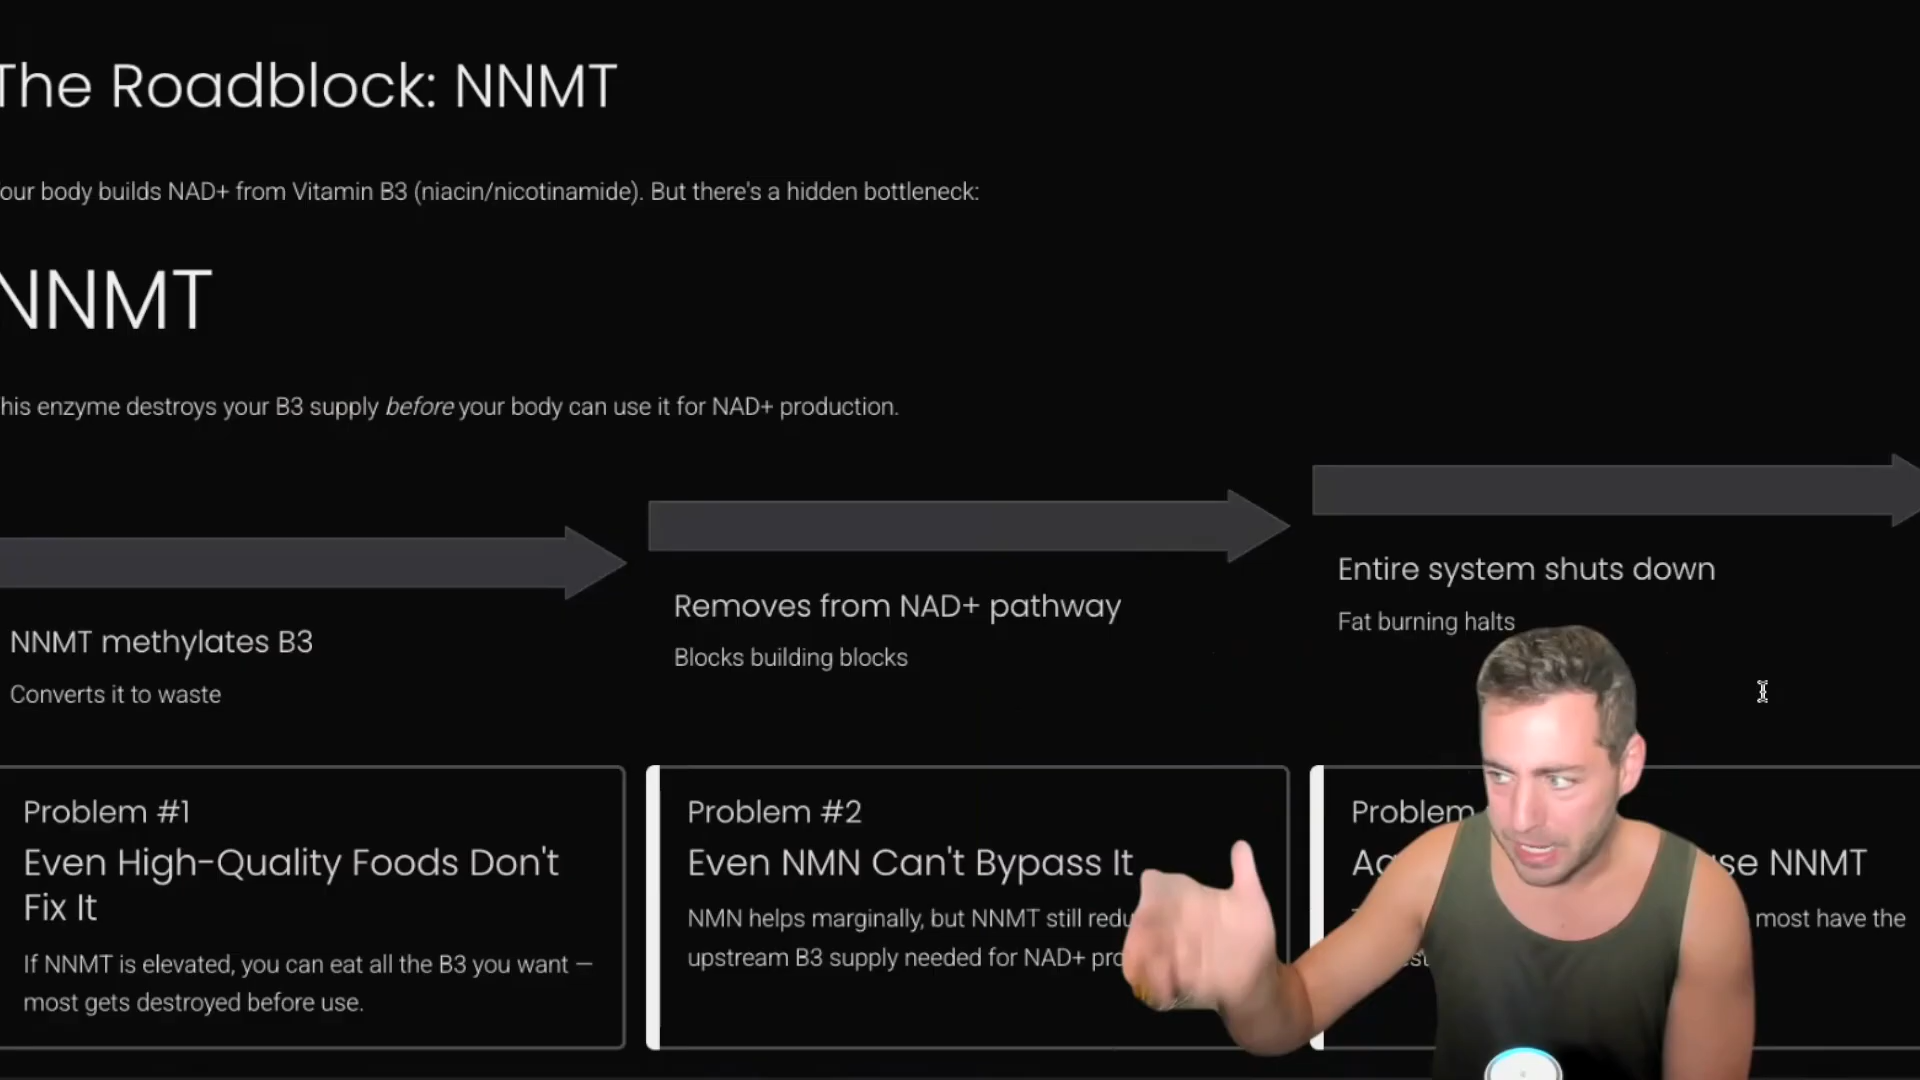 The Roadblock: NNMT
our body builds NAD+ from Vitamin B3 (niacin/nicotinamide). But there's a hidden bottleneck:
NNMT
his enzyme destroys your B3 supply before your body can use it for NAD+ production.
NNMT methylates B3
Converts it to waste
Removes from NAD+ pathway
Blocks building blocks
Entire system shuts down
Fat burning halts
Problem #1
Even High-Quality Foods Don't
Fix It
If NNMT is elevated, you can eat all the B3 you want —
most gets destroyed before use.
Problem #2
Even NMN Can't Bypass It
NMN helps marginally, but NNMT still redu
upstream B3 supply needed for NAD+ pro
Problem
NNMT
most have the